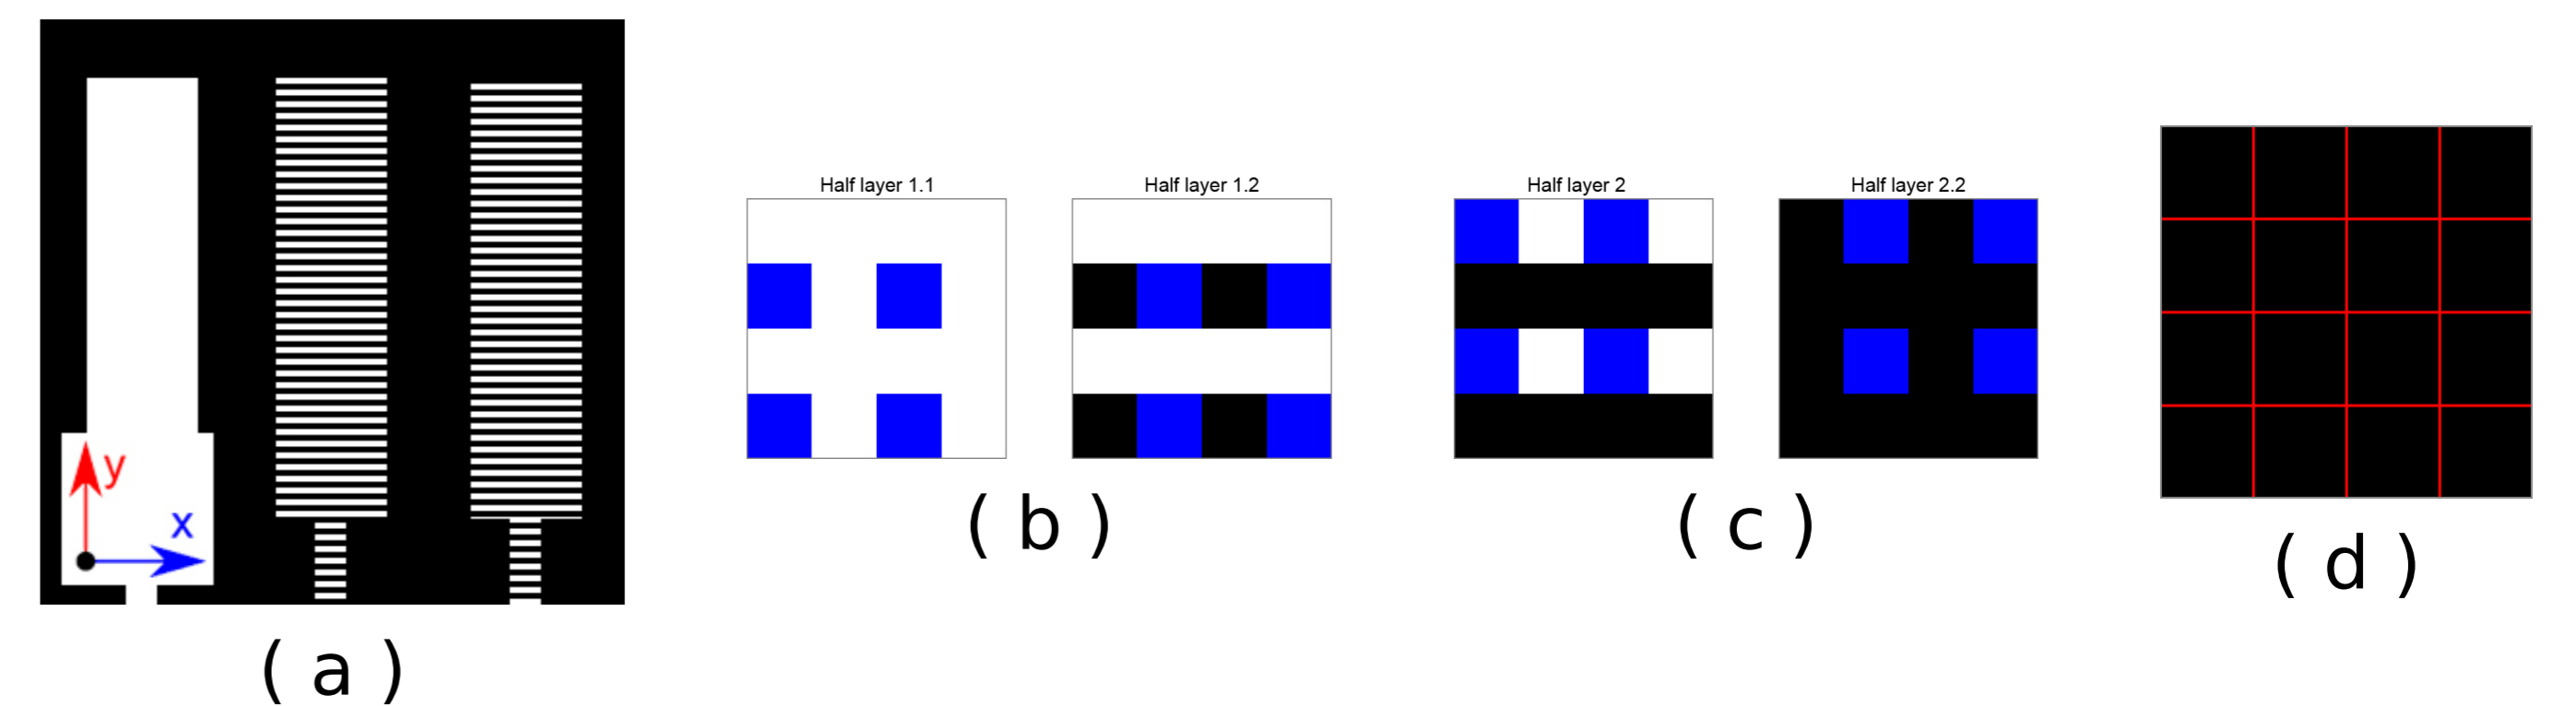 y
x
( a )
Half layer 1.1
Half layer 1.2
( b )
Half layer 2
Half layer 2.2
( c )
( d )